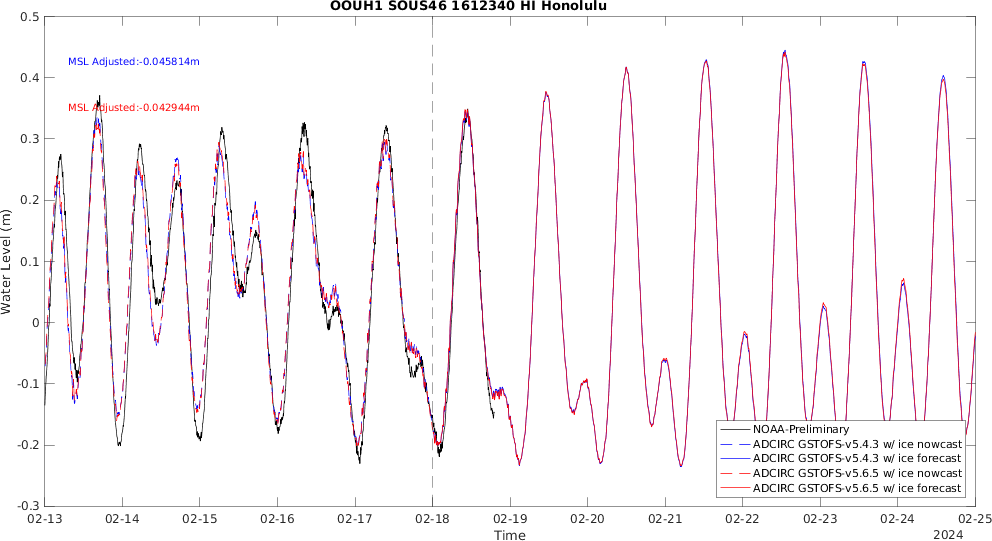 OOUH1 SOUS46 1612340 HI Honolulu
0.5
0.4
0.3
0.2
0.1
0
-0.1
-0.2
-0.3
Water Level (m)
MSL Adjusted:-0.045814m
MSL Adjusted:-0.042944m
NOAA-Preliminary
ADCIRC GSTOFS-v5.4.3 w/ ice nowcast
ADCIRC GSTOFS-v5.4.3 w/ ice forecast
ADCIRC GSTOFS-v5.6.5 w/ ice nowcast
ADCIRC GSTOFS-v5.6.5 w/ ice forecast
02-13 02-14 02-15 02-16 02-17 02-18 02-19 02-20 02-21 02-22 02-23 02-24 02-25
Time
2024